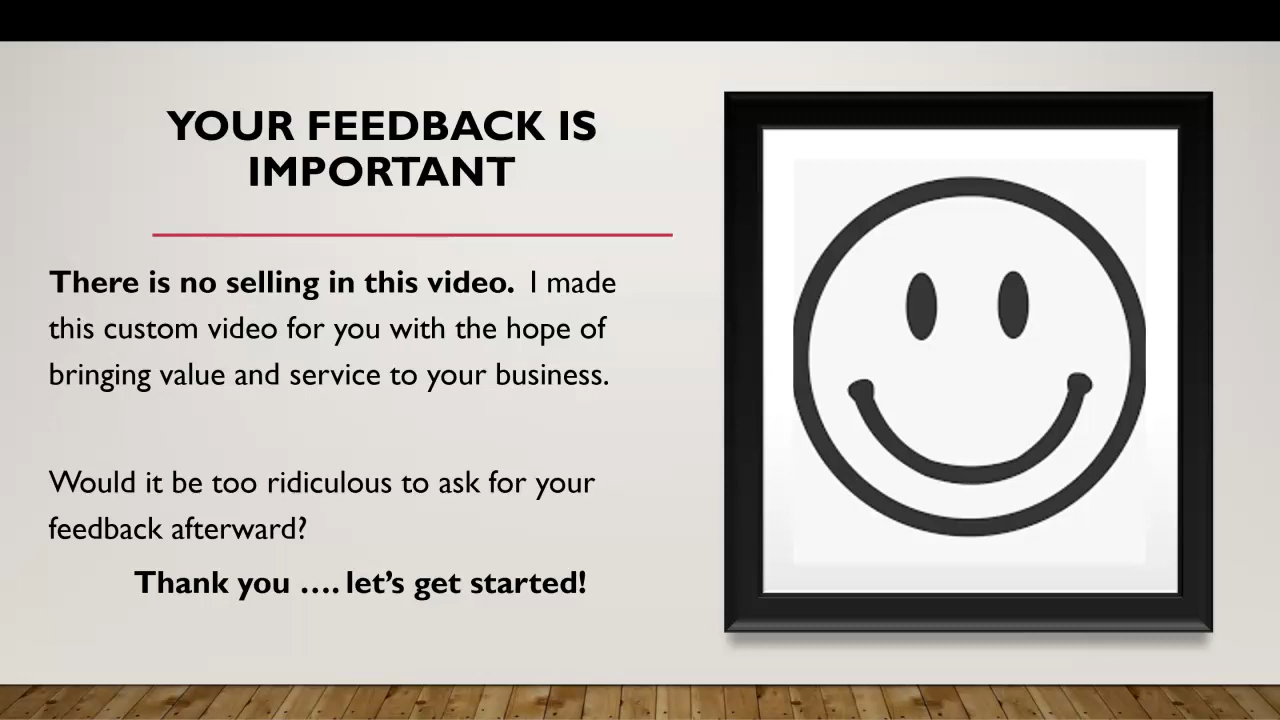 YOUR FEEDBACK IS
IMPORTANT
There is no selling in this video. I made
this custom video for you with the hope of
bringing value and service to your business.
Would it be too ridiculous to ask for your
feedback afterward?
Thank you …. let’s get started!